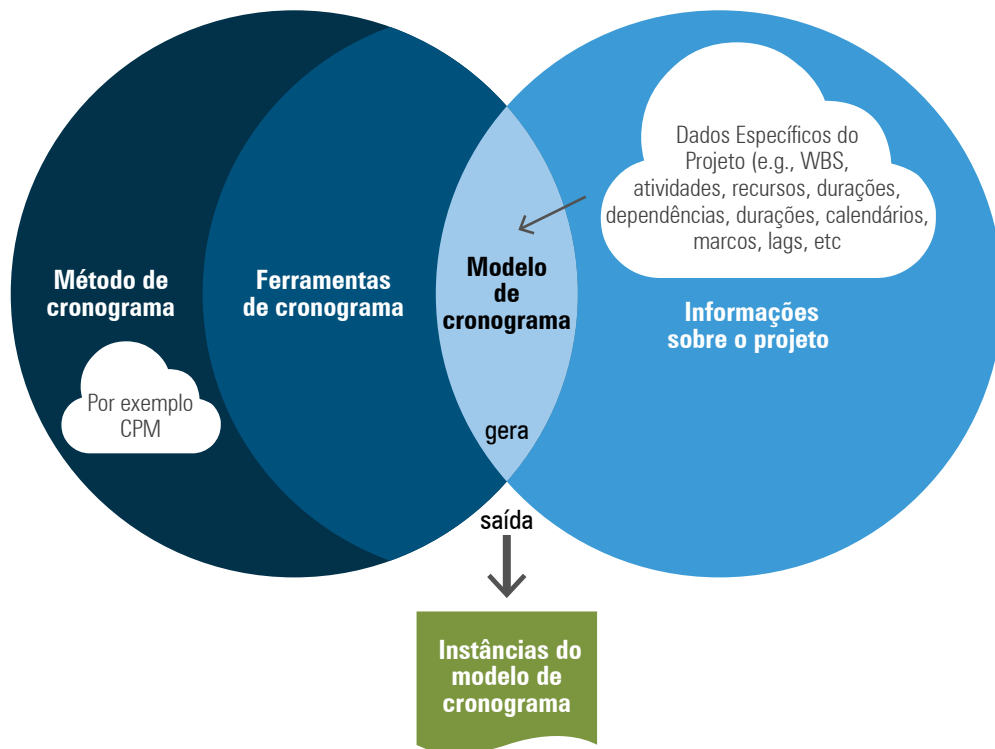 Método de
cronograma
Por exemplo
CPM
Ferramentas
de cronograma
Modelo
de
cronograma
gera
Dados Específicos do
Projeto (e.g., WBS,
atividades, recursos, durações,
dependências, durações, calendários,
marcos, lags, etc
Informações
sobre o projeto
saída
Instâncias do
modelo de
cronograma